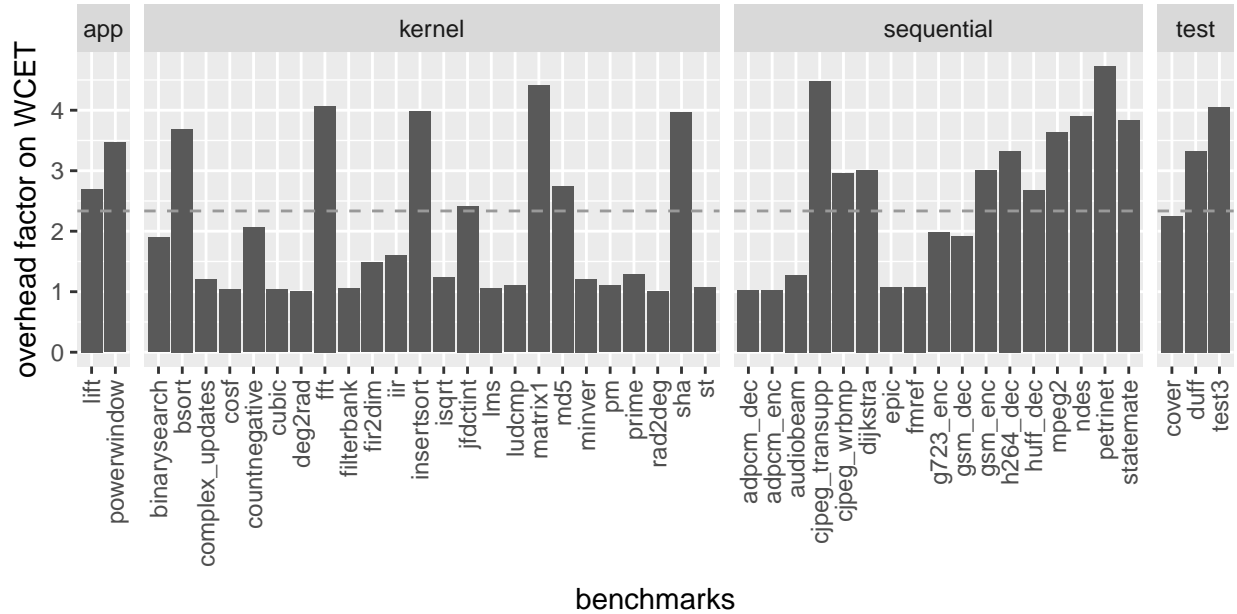 app
kernel
sequential
test
overhead factor on WCET
4
3
2
1
0
lift
powerwindow
binarysearch
bsort
complex_updates
cosf
countnegative
cubic
deg2rad
fft
filterbank
fir2dim
iir
insertsort
isqrt
jfdctint
lms
ludcmp
matrix1
md5
minver
pm
prime
rad2deg
sha
st
adpcm_dec
adpcm_enc
audiobeam
cjpeg_transupp
cjpeg_wrbmp
dijkstra
epic
fmref
g723_enc
gsm_dec
gsm_enc
h264_dec
huff_dec
mpeg2
ndes
petrinet
statemate
cover
duff
test3
benchmarks